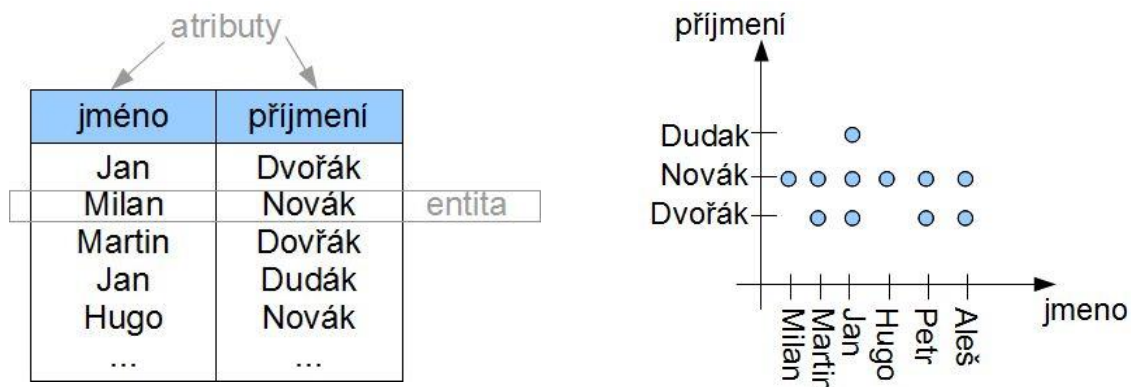 atributy
jméno příjmení
Jan Dvořák
Milan Novák entita
Martin Dovřák
Jan Dudák
Hugo Novák
... ...
příjmení
Dudak
Novák
Dvořák
jmeno
Milan
Martin
Jan
Hugo
Petr
Aleš